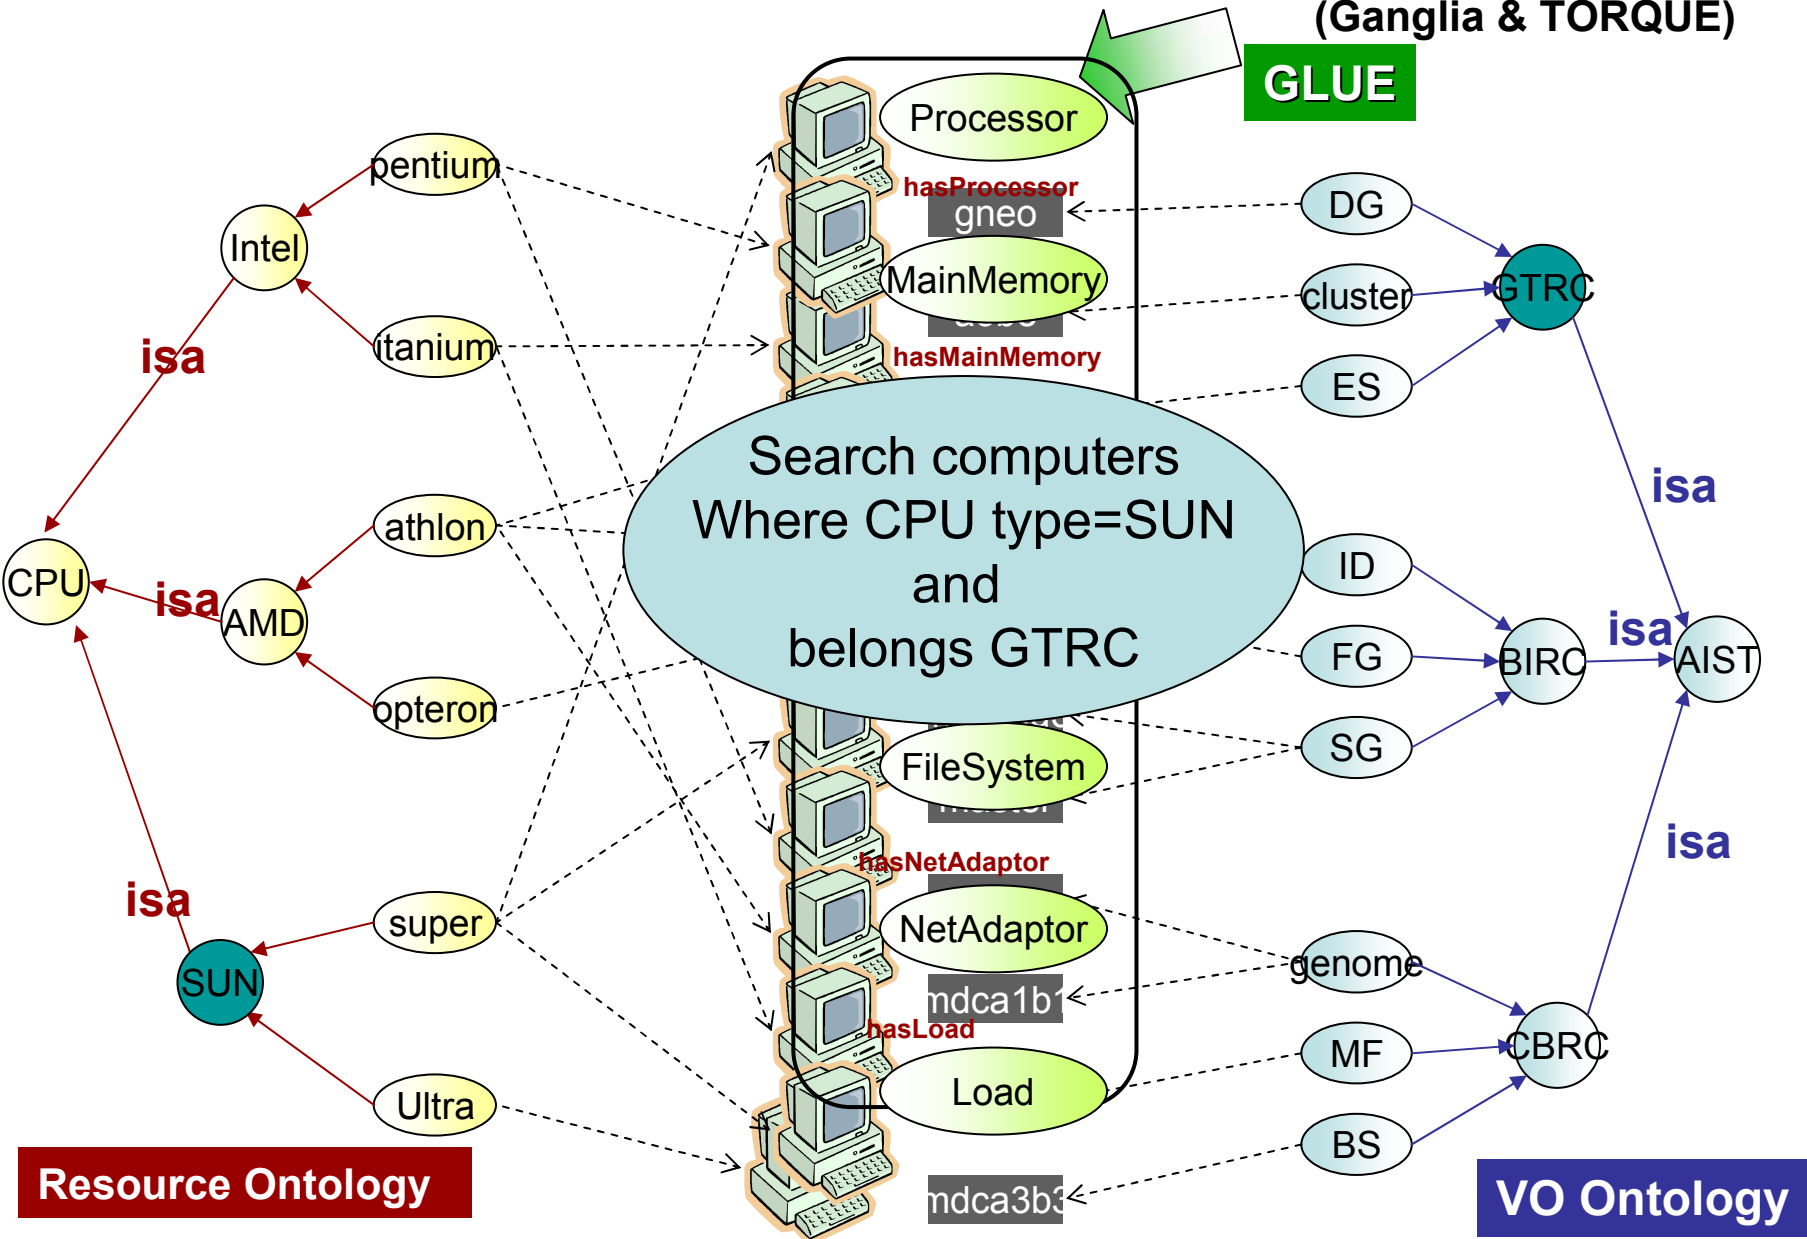 (Ganglia & TORQUE)
GLUE
Processor
hasProcessor
gneo
MainMemory
hasMainMemory
Search computers
Where CPU type=SUN
and
belongs GTRC
FileSystem
hasNetAdaptor
NetAdaptor
mdca1b1
hasLoad
Load
mdca3b3
pentium
Intel
itanium
isa
athlon
CPU
isa
AMD
opteron
isa
super
SUN
Ultra
Resource Ontology
DG
cluster
GTRC
ES
isa
ID
FG
BIRC
isa
AIST
SG
isa
genome
MF
CBRC
BS
VO Ontology